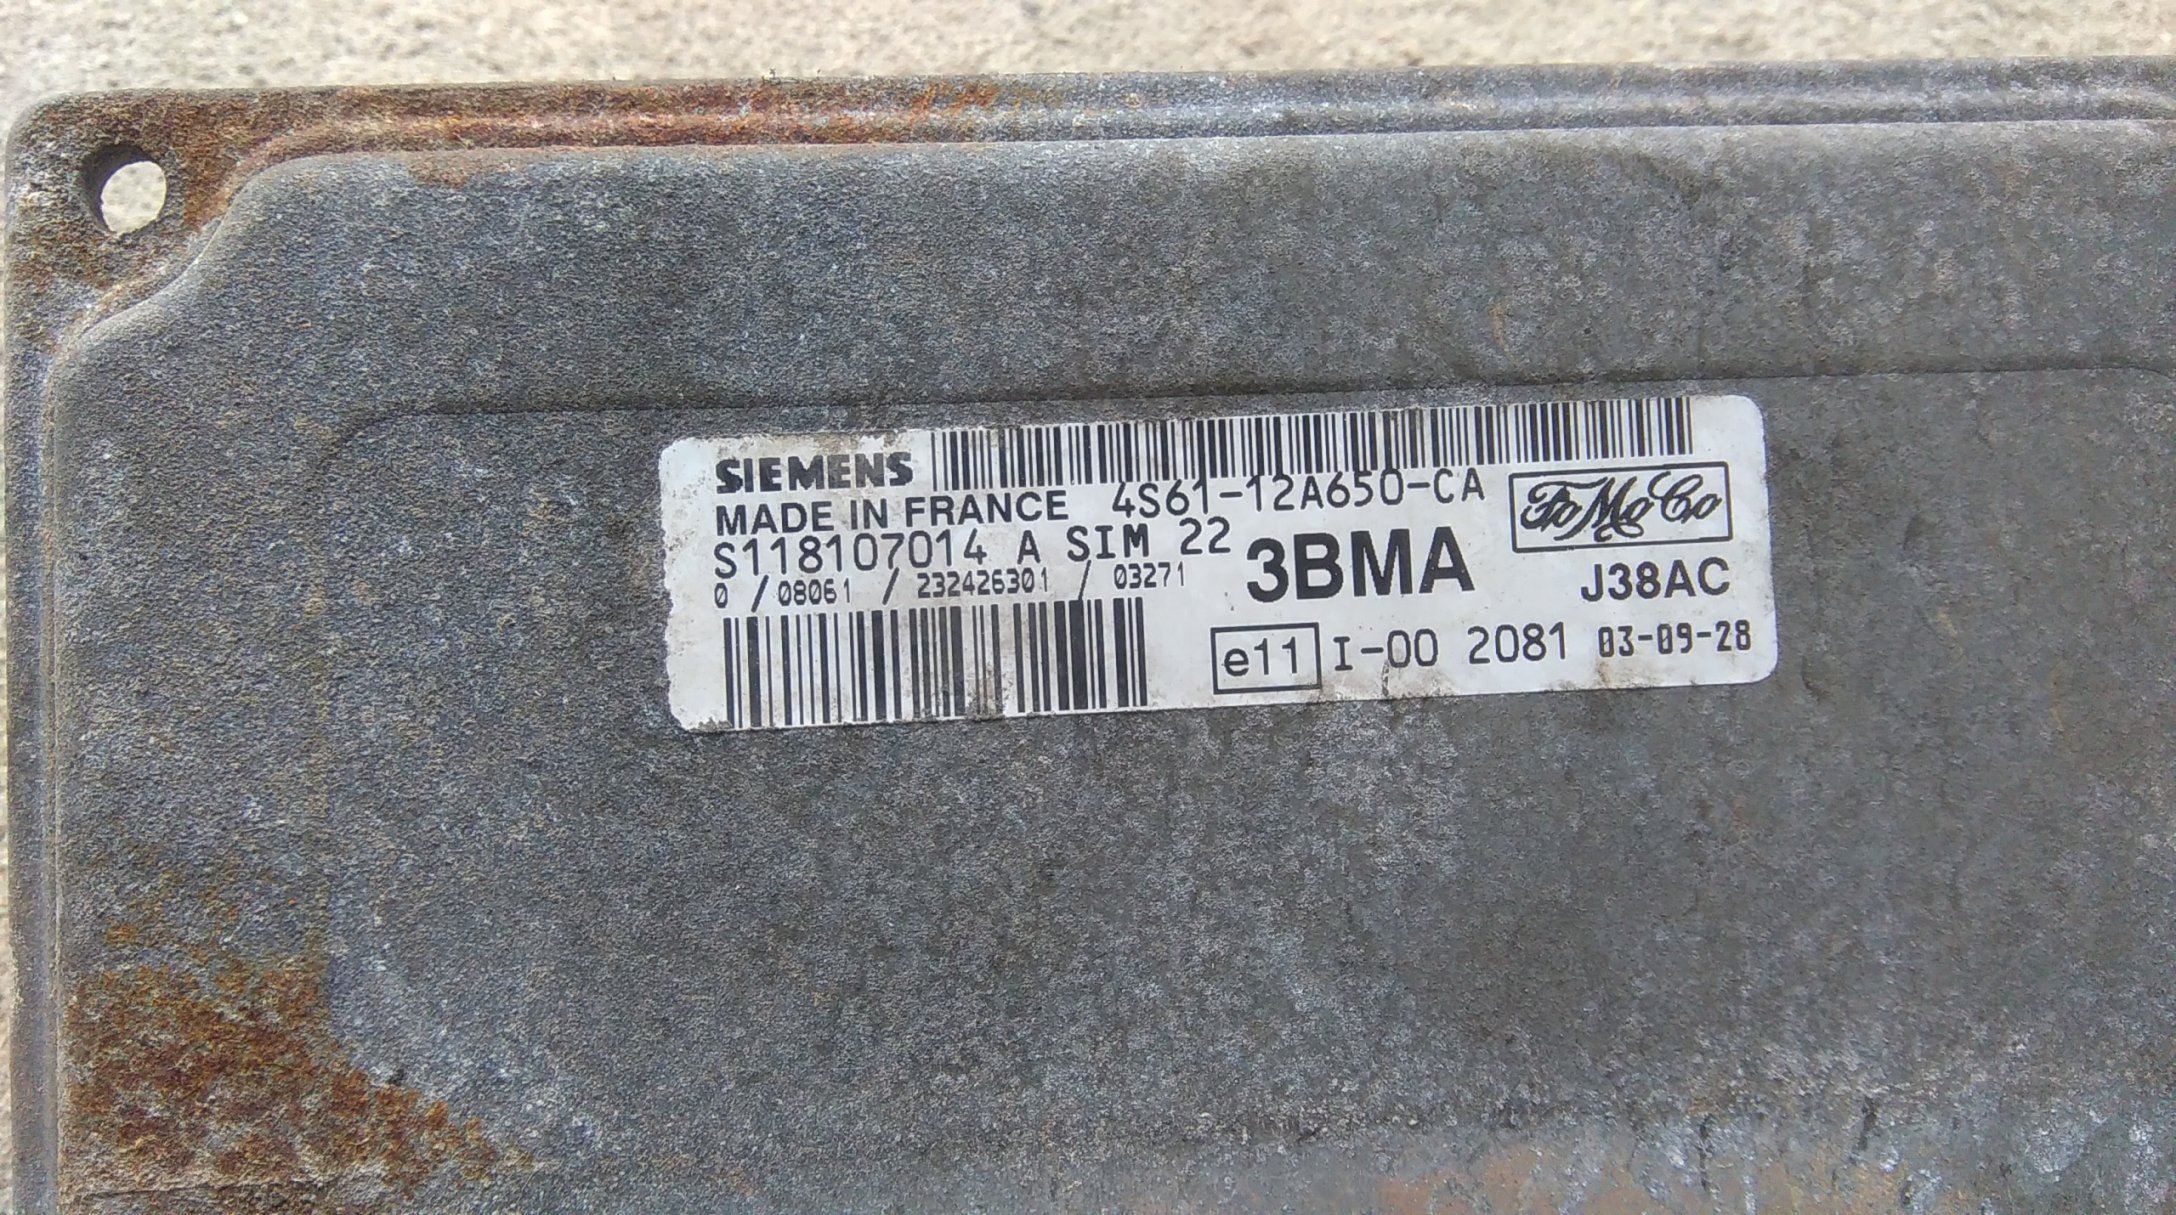 SIEMENS
MADE IN FRANCE 4S61-12A650-CA
FoMoCo
S118107014 A SIM 22
3BMA
J38AC
0 / 08061 / 232426301 / 03271
e11 I-00 2081 03-09-28